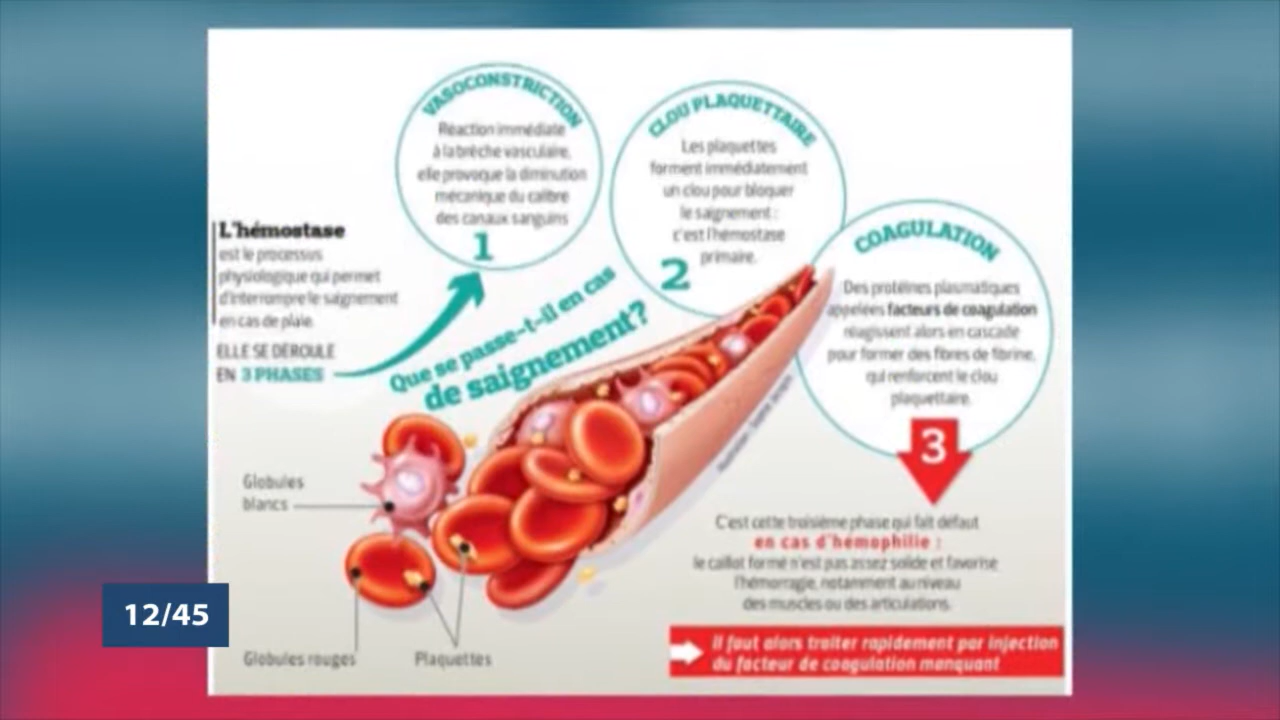 L'hémostase
est le processus
physiologique qui permet
d'interrompre le saignement
en cas de plaie.
ELLE SE DÉROULE
EN 3 PHASES
VASOCONSTRICTION
Réaction immédiate
à la brèche vasculaire,
elle provoque la diminution
mécanique du calibre
des canaux sanguins
1
CLOU PLAQUETTAIRE
Les plaquettes
forment immédiatement
un clou pour bloquer
le saignement :
c'est l'hémostase
primaire.
2
COAGULATION
Des protéines plasmatiques
appelées facteurs de coagulation
réagissent alors en cascade
pour former des fibres de fibrine,
qui renforcent le clou
plaquettaire.
3
Que se passe-t-il en cas
de saignement?
Globules
blancs
Globules rouges
Plaquettes
C'est cette troisième phase qui fait défaut
en cas d'hémophilie :
le caillot formé n'est pas assez solide et favorise
l'hémorragie, notamment au niveau
des muscles ou des articulations.
Il faut alors traiter rapidement par injection
du facteur de coagulation manquant
12/45